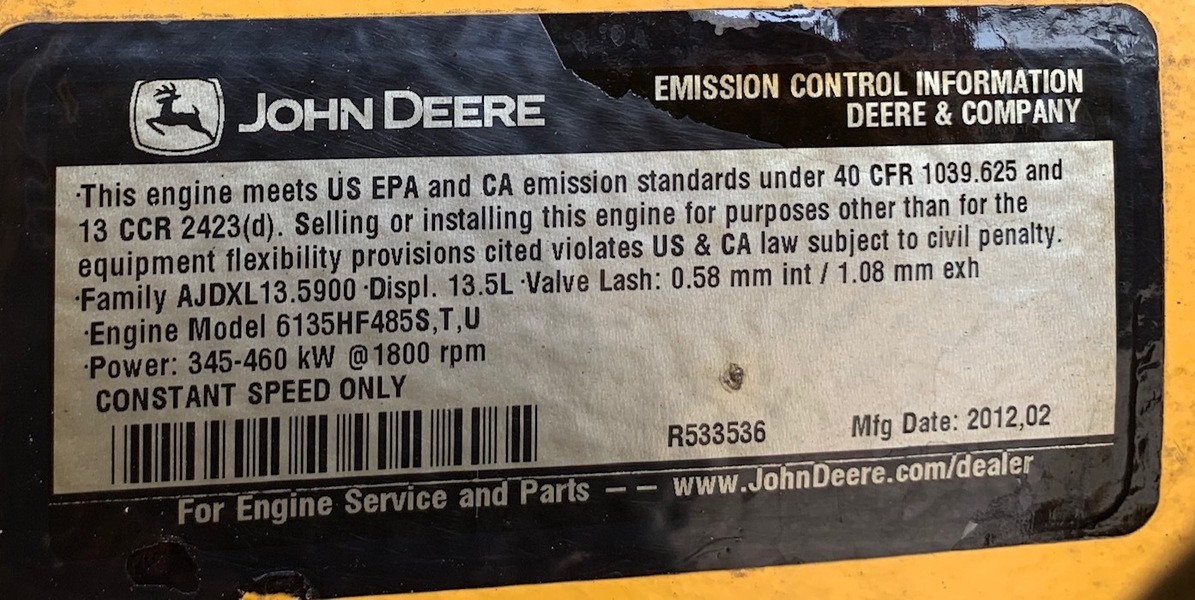 JOHN DEERE
EMISSION CONTROL INFORMATION
DEERE & COMPANY
·This engine meets US EPA and CA emission standards under 40 CFR 1039.625 and
13 CCR 2423(d). Selling or installing this engine for purposes other than for the
equipment flexibility provisions cited violates US & CA law subject to civil penalty.
·Family AJDXL13.5900 ·Displ. 13.5L ·Valve Lash: 0.58 mm int / 1.08 mm exh
·Engine Model 6135HF485S,T,U
·Power: 345-460 kW @1800 rpm
CONSTANT SPEED ONLY
R533536 Mfg Date: 2012,02
For Engine Service and Parts – – www.JohnDeere.com/dealer